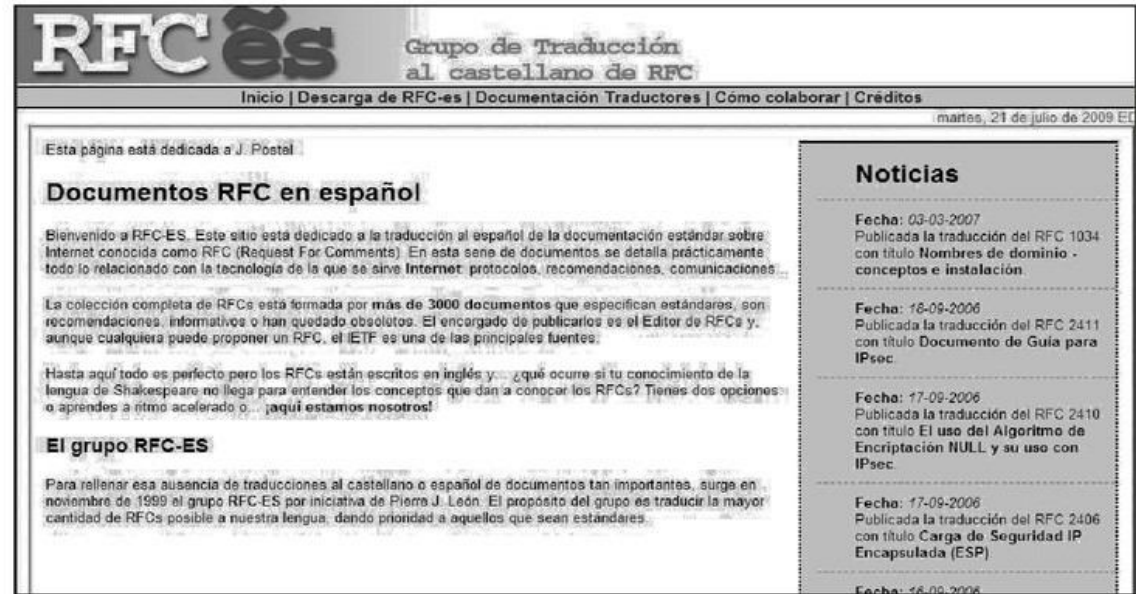 RFC es
Grupo de Traducción
al castellano de RFC
Inicio | Descarga de RFC-es | Documentación Traductores | Cómo colaborar | Créditos
martes, 21 de julio de 2009 ED
Esta página está dedicada a J. Postel
Documentos RFC en español
Bienvenido a RFC-ES. Este sitio está dedicado a la traducción al español de la documentación estándar sobre
Internet conocida como RFC (Request For Comments). En esta serie de documentos se detalla prácticamente
todo lo relacionado con la tecnología de la que se sirve Internet: protocolos, recomendaciones, comunicaciones...
La colección completa de RFCs está formada por más de 3000 documentos que especifican estándares, son
recomendaciones, informativos o han quedado obsoletos. El encargado de publicarlos es el Editor de RFCs y,
aunque cualquiera puede proponer un RFC, el IETF es una de las principales fuentes.
Hasta aquí todo es perfecto pero los RFCs están escritos en inglés y... ¿qué ocurre si tu conocimiento de la
lengua de Shakespeare no llega para entender los conceptos que dan a conocer los RFCs? Tienes dos opciones:
o aprendes a ritmo acelerado o... ¡aquí estamos nosotros!
El grupo RFC-ES
Para rellenar esa ausencia de traducciones al castellano o español de documentos tan importantes, surge en
noviembre de 1999 el grupo RFC-ES por iniciativa de Pierre J. León. El propósito del grupo es traducir la mayor
cantidad de RFCs posible a nuestra lengua, dando prioridad a aquellos que sean estándares.
Noticias
Fecha: 03-03-2007
Publicada la traducción del RFC 1034
con título Nombres de dominio -
conceptos e instalación.
Fecha: 18-09-2006
Publicada la traducción del RFC 2411
con título Documento de Guía para
IPsec.
Fecha: 17-09-2006
Publicada la traducción del RFC 2410
con título El uso del Algoritmo de
Encriptación NULL y su uso con
IPsec.
Fecha: 17-09-2006
Publicada la traducción del RFC 2406
con título Carga de Seguridad IP
Encapsulada (ESP).
Fecha: 16-09-2006